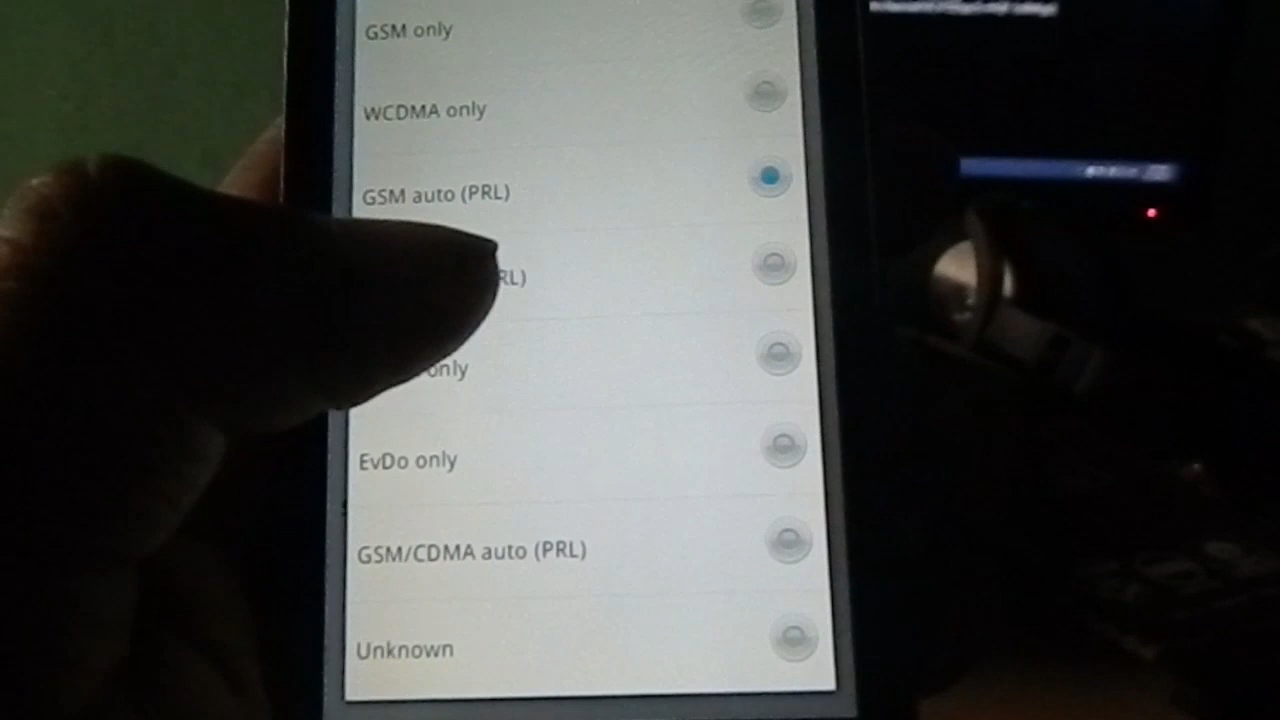 GSM only
WCDMA only
GSM auto (PRL)
RL)
only
EvDo only
GSM/CDMA auto (PRL)
Unknown